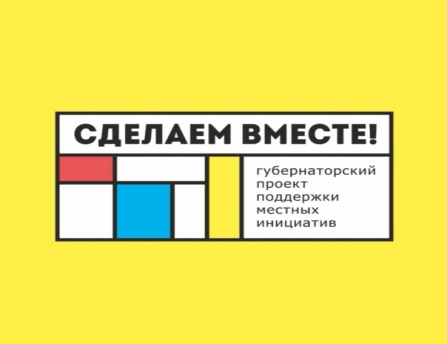 СДЕЛАЕМ ВМЕСТЕ!
губернаторский
проект
поддержки
местных
инициатив